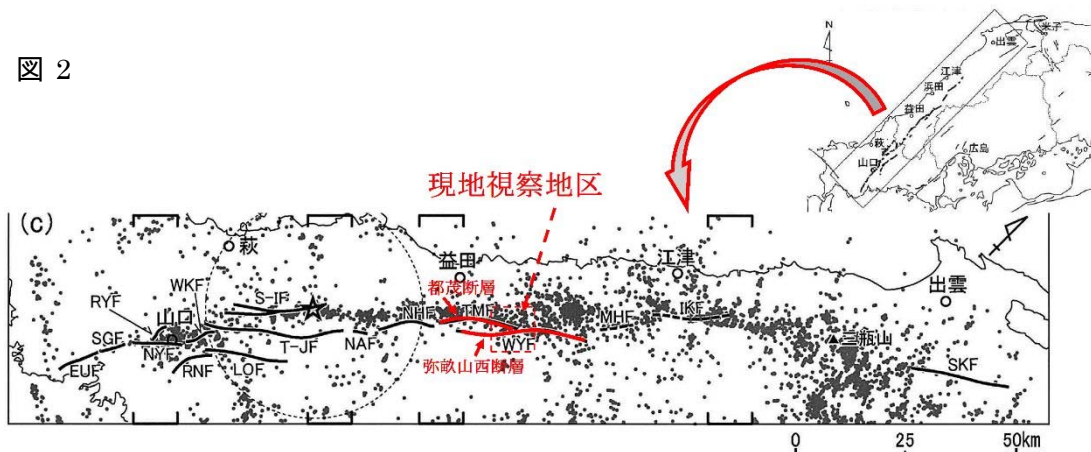 図 2
N
米子
出雲
江津
浜田
益田
萩
山口
広島
現地視察地区
(c)
萩
益田
江津
出雲
都茂断層
RYF
WKF
S-IF
山口
SGF
NYF
EUF
RNF
LOF
T-JF
NAF
NHF
TMF
WYF
MHF
IKF
三瓶山
SKF
弥畝山西断層
0 25 50km